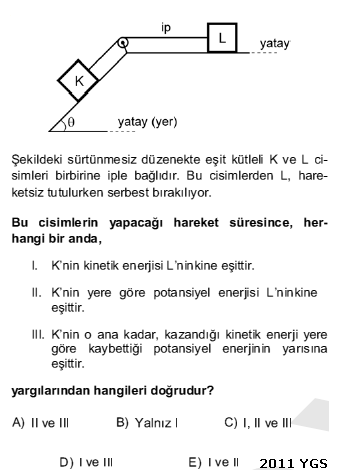 ip
L
yatay
K
θ
yatay (yer)
Şekildeki sürtünmesiz düzenekte eşit kütleli K ve L ci-
simleri birbirine iple bağlıdır. Bu cisimlerden L, hare-
ketsiz tutulurken serbest bırakılıyor.
Bu cisimlerin yapacağı hareket süresince, her-
hangi bir anda,
I. K'nin kinetik enerjisi L'ninkine eşittir.
II. K'nin yere göre potansiyel enerjisi L'ninkine
eşittir.
III. K'nin o ana kadar, kazandığı kinetik enerji yere
göre kaybettiği potansiyel enerjinin yarısına
eşittir.
yargılarından hangileri doğrudur?
A) II ve III B) Yalnız I C) I, II ve III
D) I ve III E) I ve II 2011 YGS